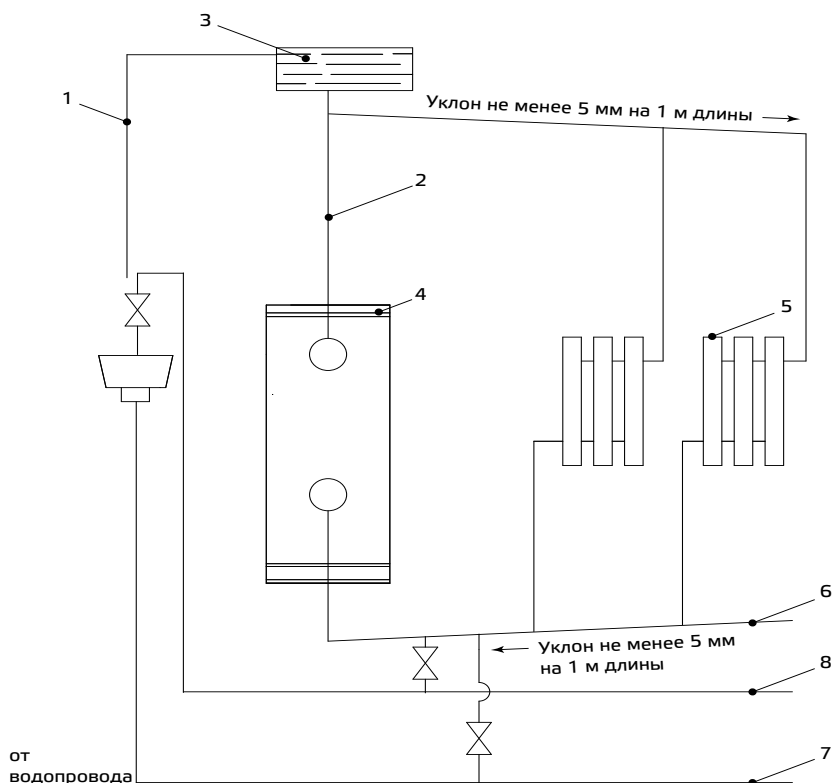 3
1
Уклон не менее 5 мм на 1 м длины
2
4
5
6
Уклон не менее 5 мм
на 1 м длины
8
от
водопровода
7